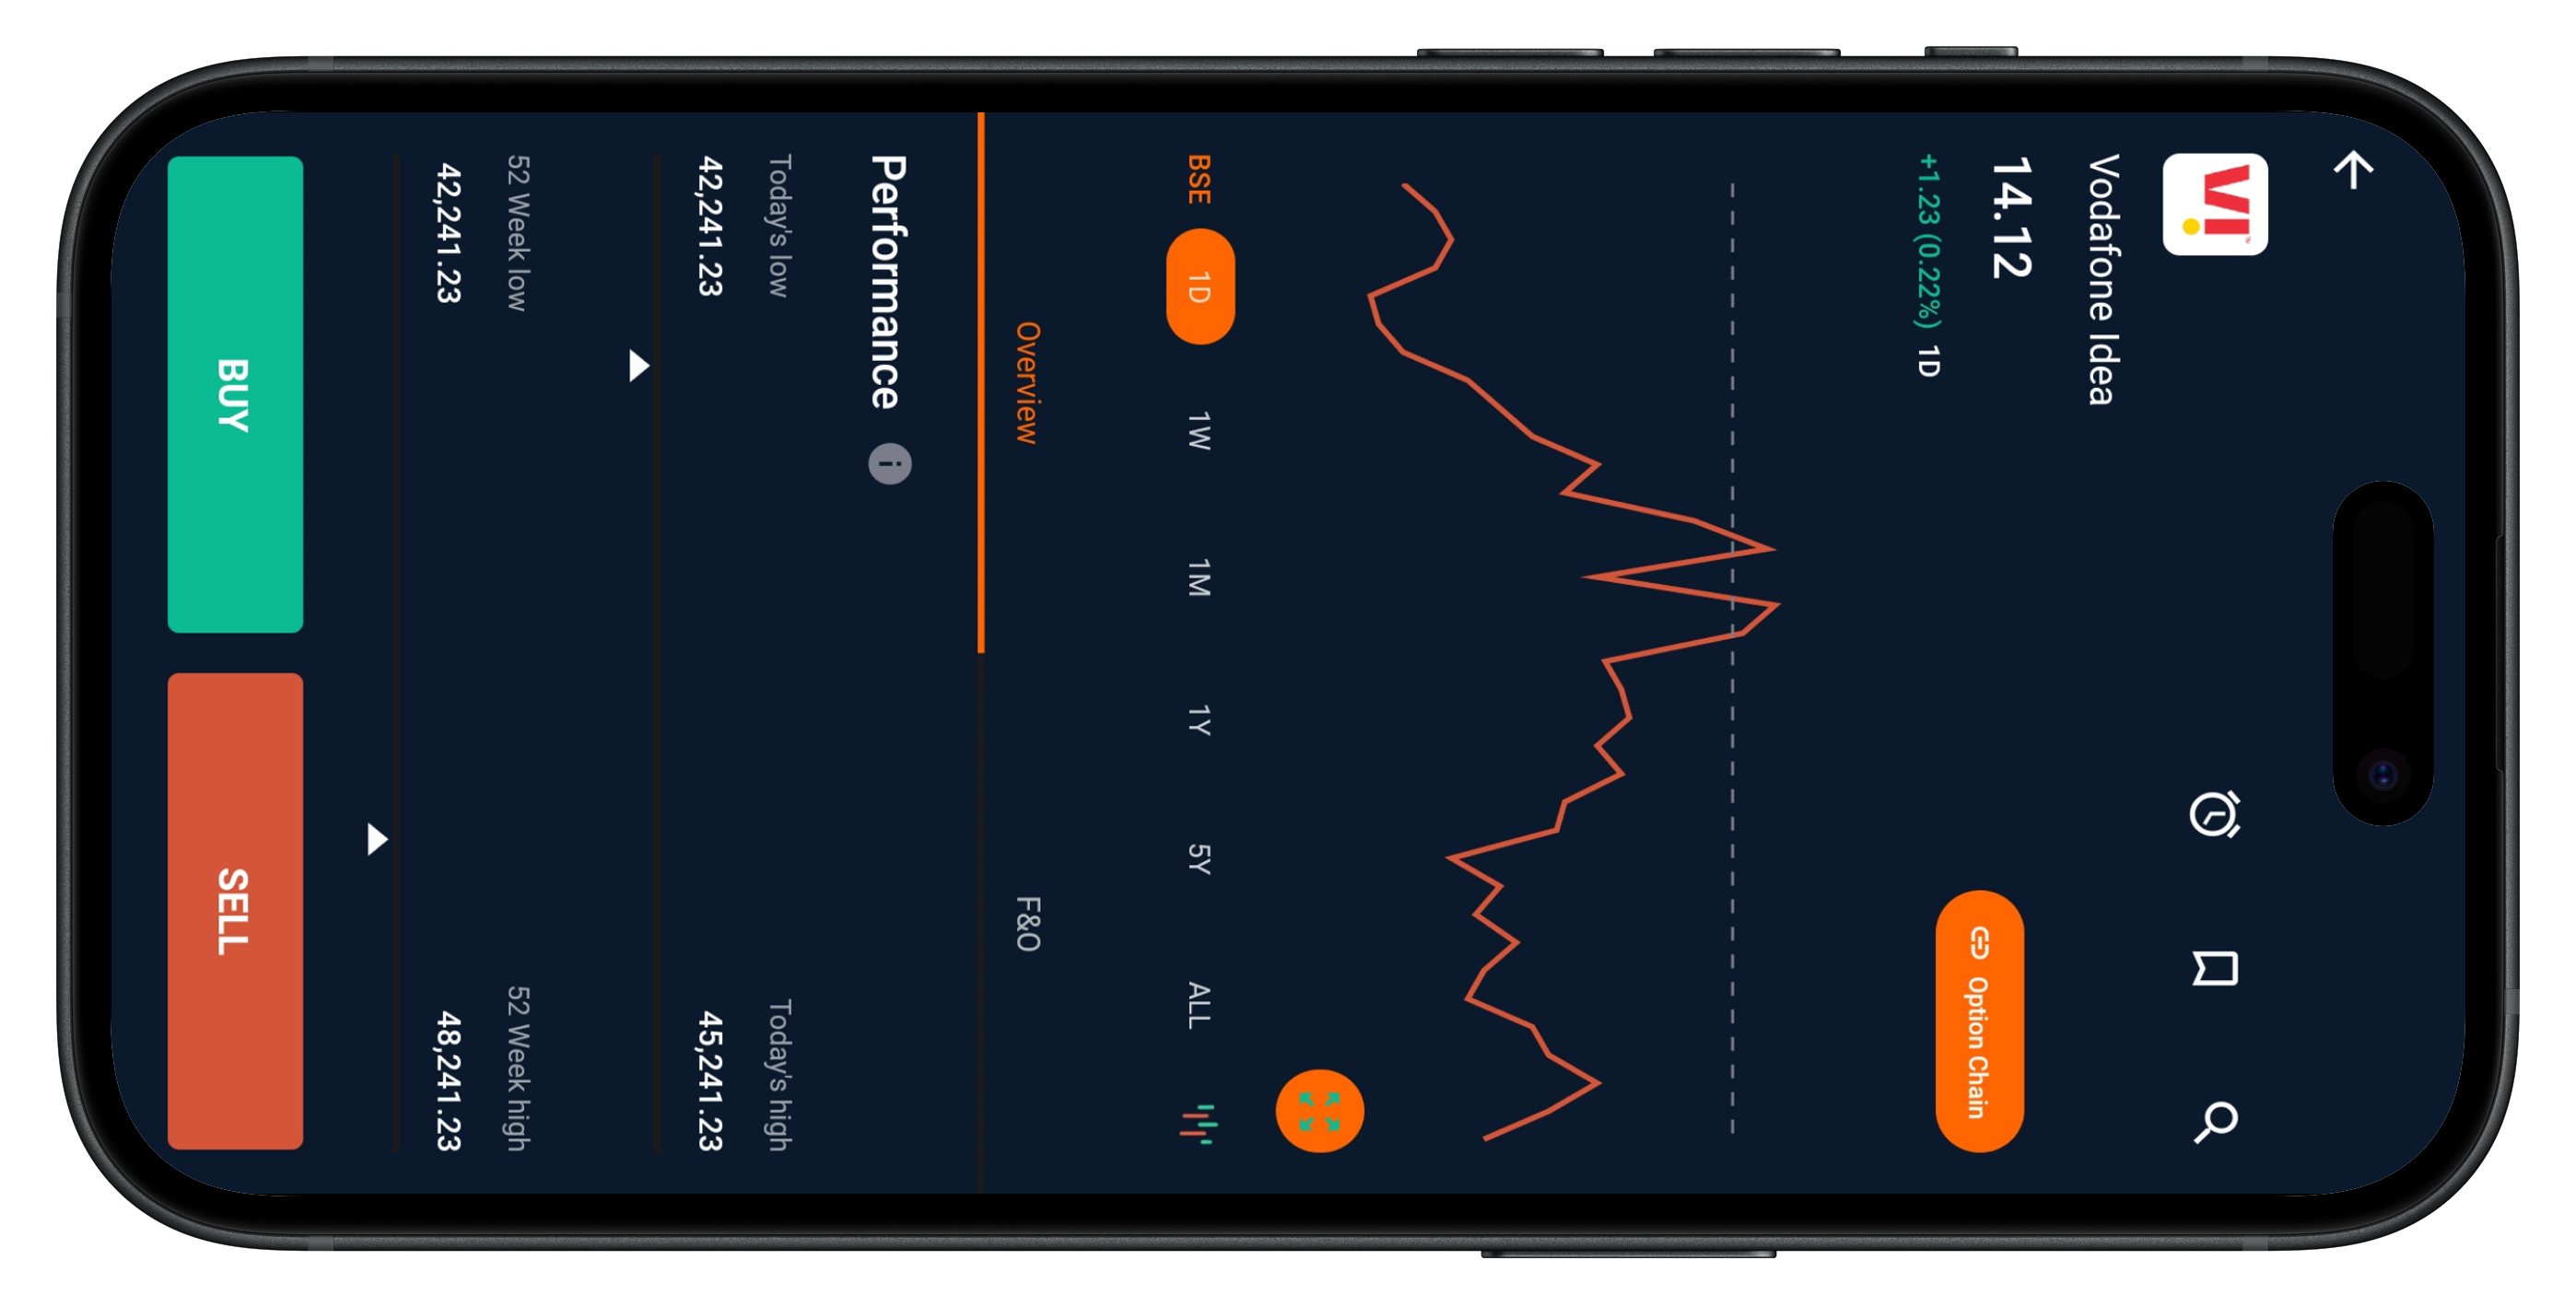 VI™
Vodafone Idea
14.12
+1.23 (0.22%) 1D
Option Chain
BSE 1D 1W 1M 1Y 5Y ALL
Overview F&O
Performance i
Today's low Today's high
42,241.23 45,241.23
52 Week low 52 Week high
42,241.23 48,241.23
BUY SELL